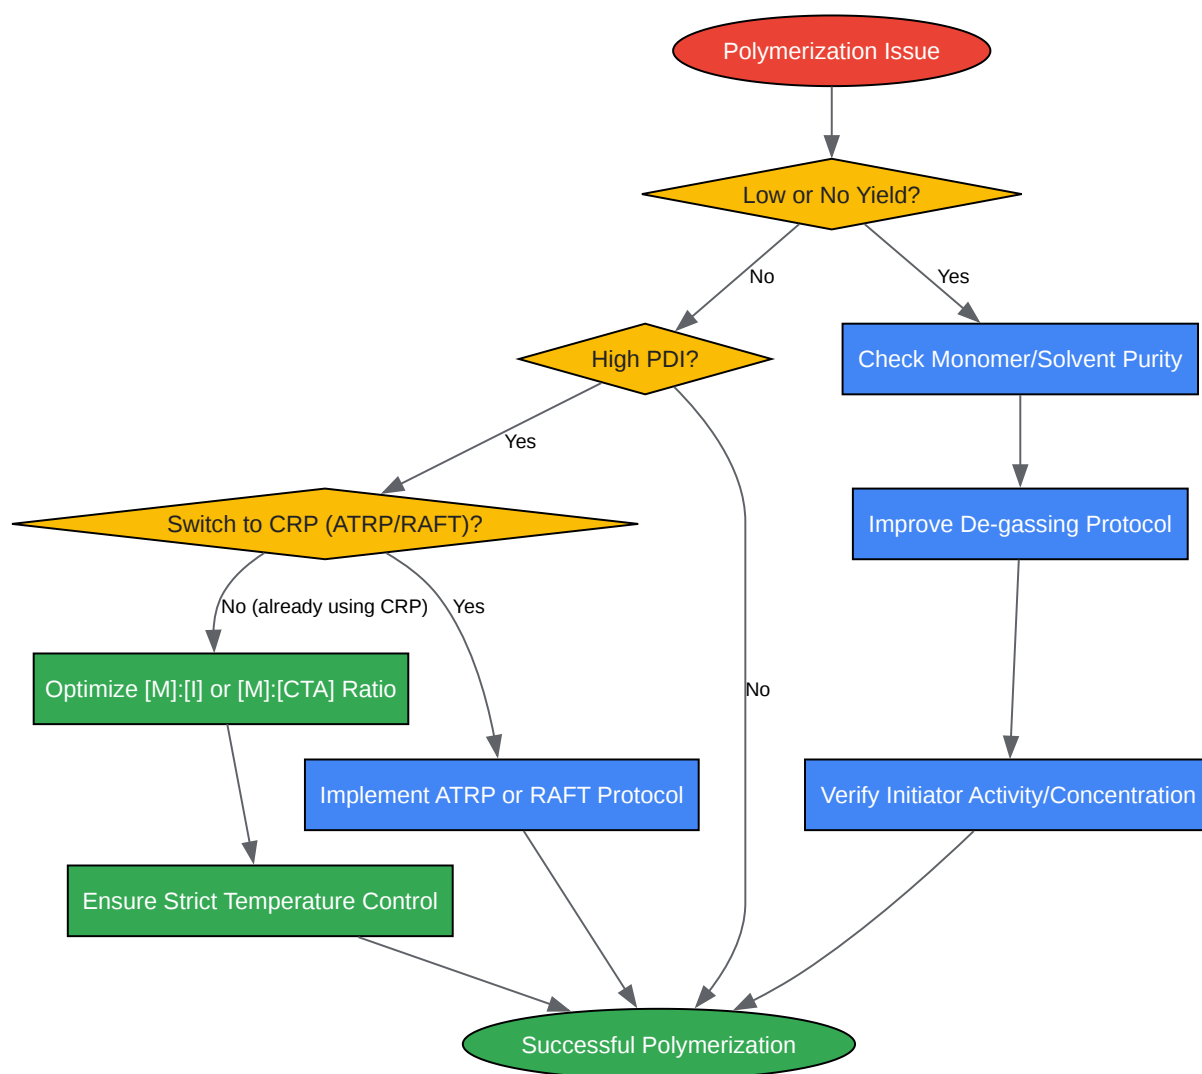 Polymerization Issue
Low or No Yield?
No
Yes
High PDI?
Check Monomer/Solvent Purity
Yes
Switch to CRP (ATRP/RAFT)?
Improve De-gassing Protocol
No (already using CRP)
Yes
Optimize [M]:[I] or [M]:[CTA] Ratio
No
Implement ATRP or RAFT Protocol
Verify Initiator Activity/Concentration
Ensure Strict Temperature Control
Successful Polymerization